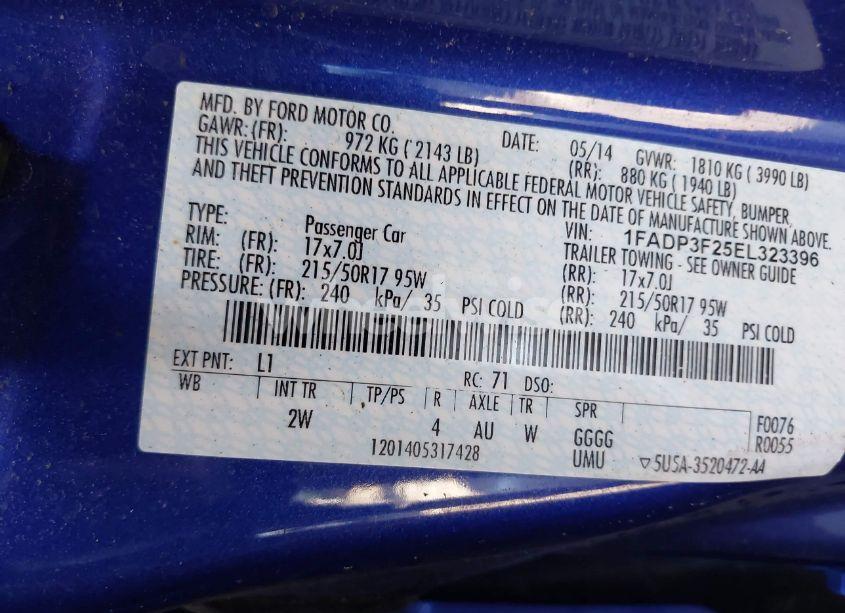 MFD. BY FORD MOTOR CO. DATE: 05/14 GVWR: 1810 KG ( 3990 LB)
GAWR: (FR): 972 KG ( 2143 LB) (RR): 880 KG ( 1940 LB)
THIS VEHICLE CONFORMS TO ALL APPLICABLE FEDERAL MOTOR VEHICLE SAFETY, BUMPER,
AND THEFT PREVENTION STANDARDS IN EFFECT ON THE DATE OF MANUFACTURE SHOWN ABOVE.
VIN: 1FADP3F25EL323396
TYPE: Passenger Car TRAILER TOWING - SEE OWNER GUIDE
RIM: (FR): 17x7.0J (RR): 17x7.0J
TIRE: (FR): 215/50R17 95W (RR): 215/50R17 95W
PRESSURE: (FR): 240 kPa/ 35 PSI COLD (RR): 240 kPa/ 35 PSI COLD
EXT PNT: L1 RC: 71 DSO:
WB INT TR TP/PS R AXLE TR SPR F0076
2W 4 AU W GGGG R0055
1201405317428 UMU ▽5U5A-3520472-AA